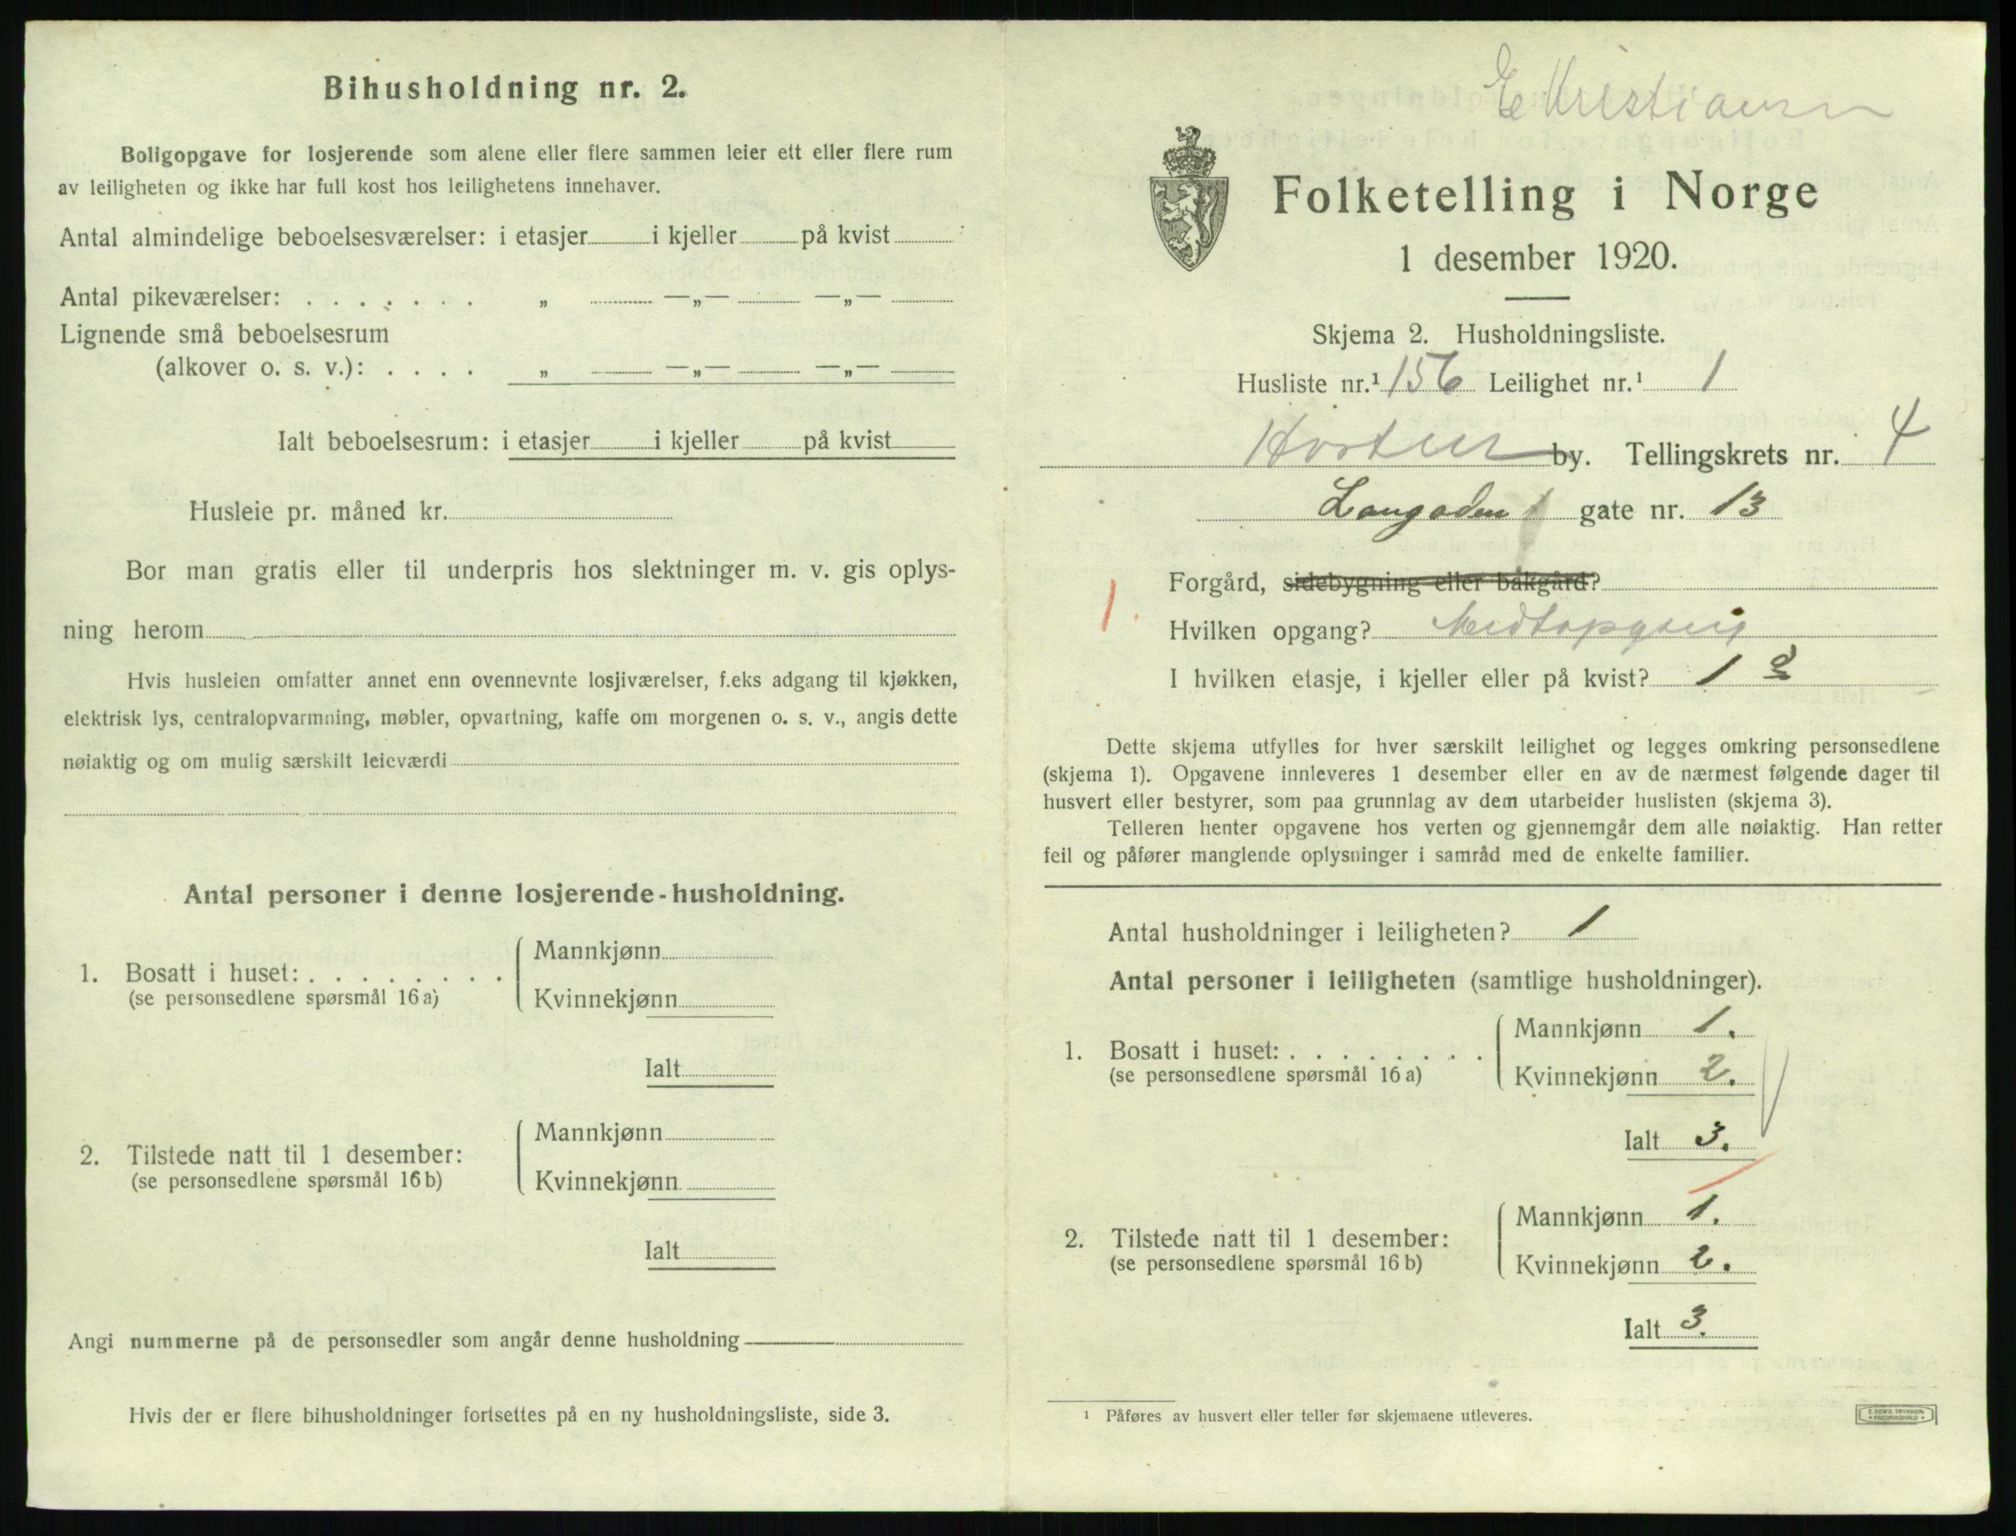 Bihusholdning nr. 2.
Boligopgave for losjerende som alene eller flere sammen leier ett eller flere rum
av leiligheten og ikke har full kost hos leilighetens innehaver.
Antal almindelige beboelsesværelser: i etasjer i kjeller på kvist
Antal pikeværelser: . . . . . . . „ —„— —„—
Lignende små beboelsesrum
(alkover o. s. v.): . . . . „ —„— —„—
Ialt beboelsesrum: i etasjer i kjeller på kvist
Husleie pr. måned kr.
Bor man gratis eller til underpris hos slektninger m. v. gis oplys-
ning herom
Hvis husleien omfatter annet enn ovennevnte losjiværelser, f.eks adgang til kjøkken,
elektrisk lys, centralopvarmning, møbler, opvartning, kaffe om morgenen o. s. v., angis dette
nøiaktig og om mulig særskilt leieværdi
Antal personer i denne losjerende-husholdning.
1. Bosatt i huset: . . . . . . . . Mannkjønn
(se personsedlene spørsmål 16 a) Kvinnekjønn
Ialt
2. Tilstede natt til 1 desember: Mannkjønn
(se personsedlene spørsmål 16 b) Kvinnekjønn
Ialt
Angi nummerne på de personsedler som angår denne husholdning
Hvis der er flere bihusholdninger fortsettes på en ny husholdningsliste, side 3.
E Kristiansen
Folketelling i Norge
1 desember 1920.
Skjema 2. Husholdningsliste.
Husliste nr.¹ 156 Leilighet nr.¹ 1
Horten by. Tellingskrets nr. 4
Langgaden gate nr. 13
Forgård, sidebygning eller bakgård?
1.
Hvilken opgang?
I hvilken etasje, i kjeller eller på kvist? 1
Dette skjema utfylles for hver særskilt leilighet og legges omkring personsedlene
(skjema 1). Opgavene innleveres 1 desember eller en av de nærmest følgende dager til
husvert eller bestyrer, som paa grunnlag av dem utarbeider huslisten (skjema 3).
Telleren henter opgavene hos verten og gjennemgår dem alle nøiaktig. Han retter
feil og påfører manglende oplysninger i samråd med de enkelte familier.
Antal husholdninger i leiligheten? 1
Antal personer i leiligheten (samtlige husholdninger).
1. Bosatt i huset: . . . . . . . . Mannkjønn 1.
(se personsedlene spørsmål 16 a) Kvinnekjønn 2.
Ialt 3.
2. Tilstede natt til 1 desember: Mannkjønn 1.
(se personsedlene spørsmål 16 b) Kvinnekjønn 2.
Ialt 3.
¹ Påføres av husvert eller teller før skjemaene utleveres.